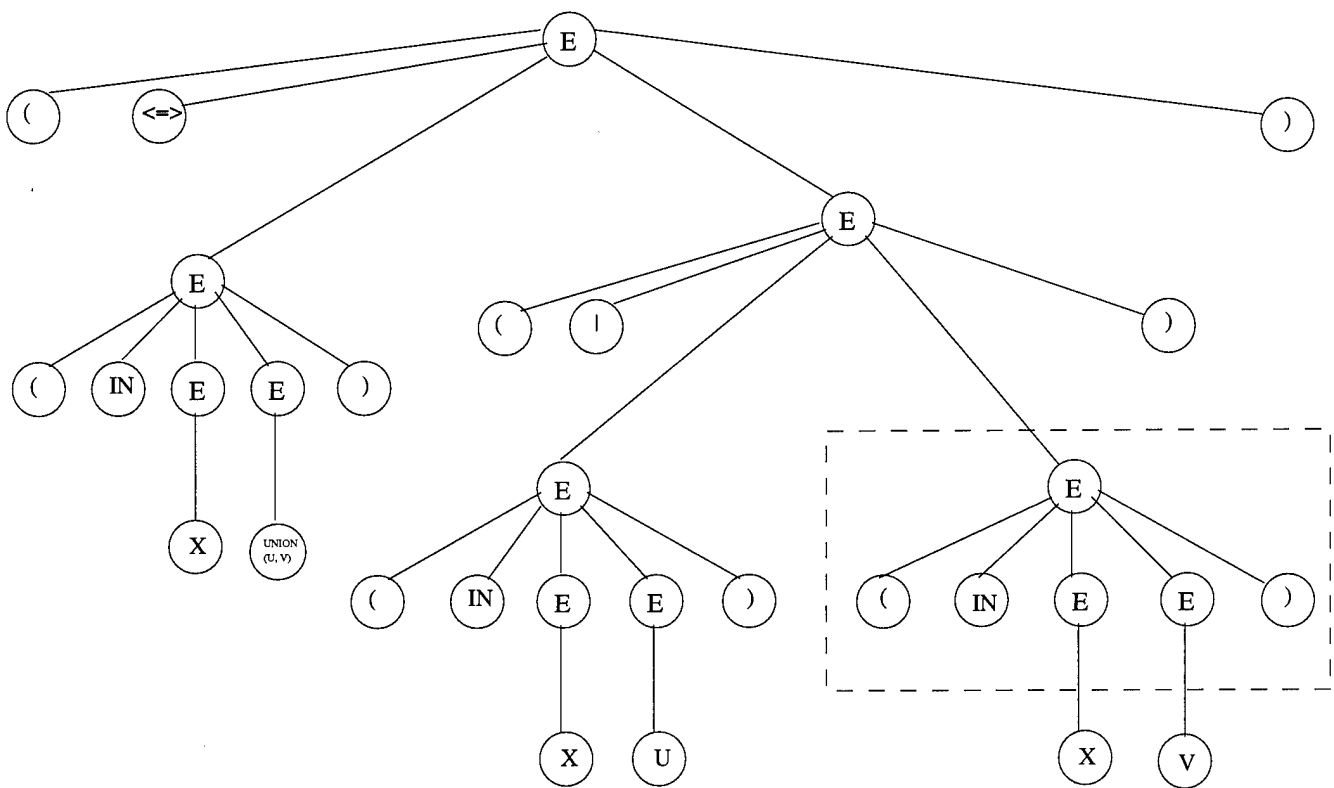 E
( <=> )
E
E
( | )
( IN E E )
E
E
X UNION
(U, V)
( IN E E )
( IN E E )
X U
X V